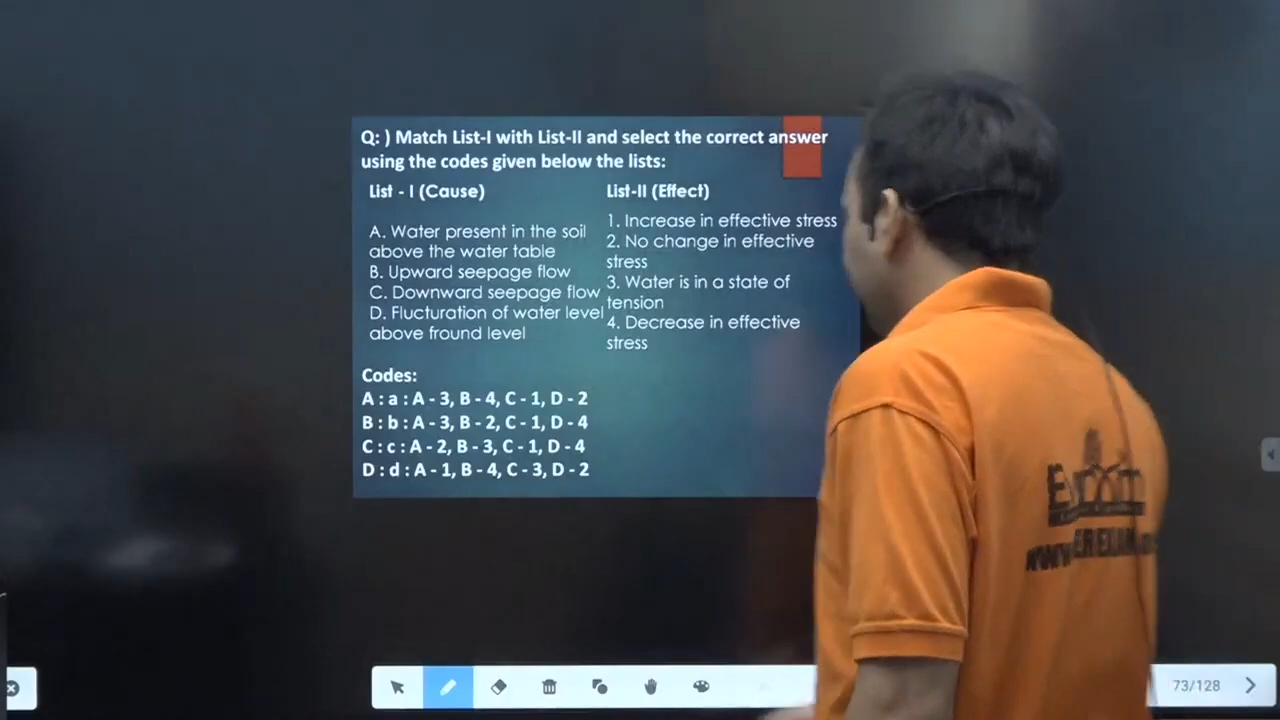 Q: ) Match List-I with List-II and select the correct answer
using the codes given below the lists:
List - I (Cause)
A. Water present in the soil
above the water table
B. Upward seepage flow
C. Downward seepage flow
D. Flucturation of water level
above fround level
List-II (Effect)
1. Increase in effective stress
2. No change in effective
stress
3. Water is in a state of
tension
4. Decrease in effective
stress
Codes:
A : a : A - 3, B - 4, C - 1, D - 2
B : b : A - 3, B - 2, C - 1, D - 4
C : c : A - 2, B - 3, C - 1, D - 4
D : d : A - 1, B - 4, C - 3, D - 2
73/128